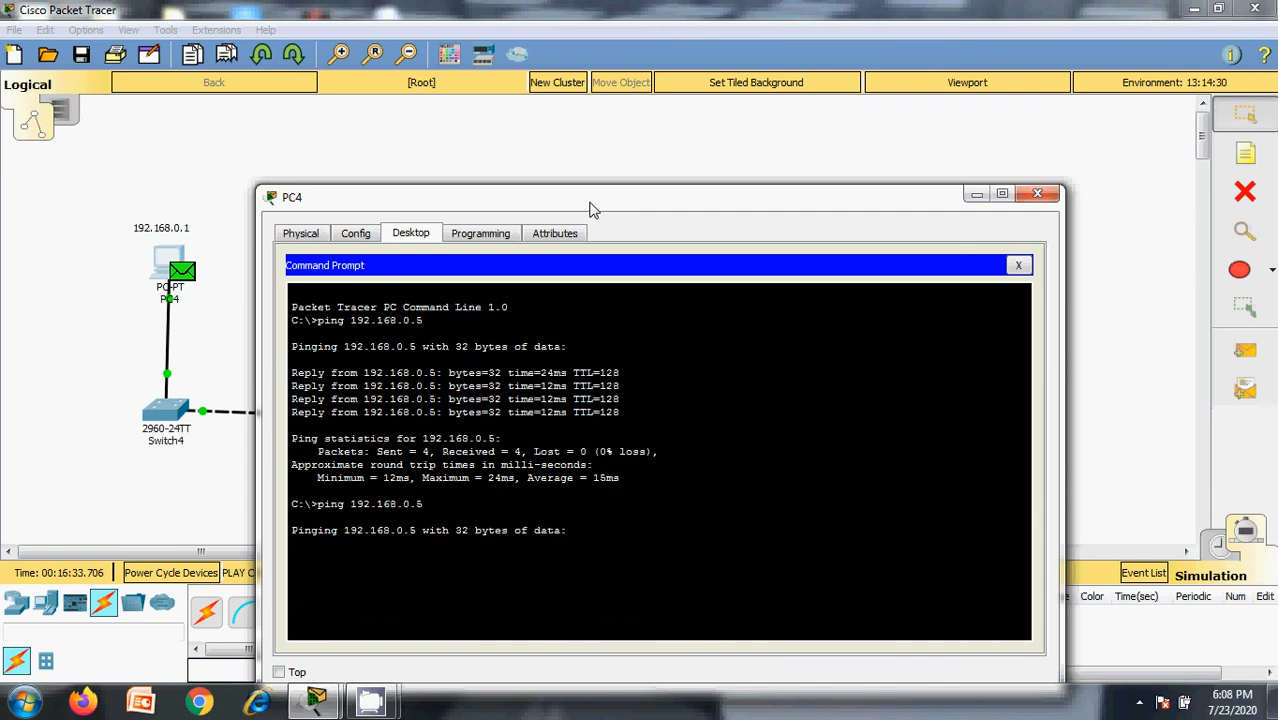 Cisco Packet Tracer
File Edit Options View Tools Extensions Help
Logical Back [Root] New Cluster Move Object Set Tiled Background Viewport Environment: 13:14:30
192.168.0.1
PC-PT
PC4
2960-24TT
Switch4
PC4
Physical Config Desktop Programming Attributes
Command Prompt X
Packet Tracer PC Command Line 1.0
C:\>ping 192.168.0.5
Pinging 192.168.0.5 with 32 bytes of data:
Reply from 192.168.0.5: bytes=32 time=24ms TTL=128
Reply from 192.168.0.5: bytes=32 time=12ms TTL=128
Reply from 192.168.0.5: bytes=32 time=12ms TTL=128
Reply from 192.168.0.5: bytes=32 time=12ms TTL=128
Ping statistics for 192.168.0.5:
Packets: Sent = 4, Received = 4, Lost = 0 (0% loss),
Approximate round trip times in milli-seconds:
Minimum = 12ms, Maximum = 24ms, Average = 15ms
C:\>ping 192.168.0.5
Pinging 192.168.0.5 with 32 bytes of data:
Time: 00:16:33.706 Power Cycle Devices PLAY Event List Simulation
Color Time(sec) Periodic Num Edit
Top
6:08 PM
7/23/2020